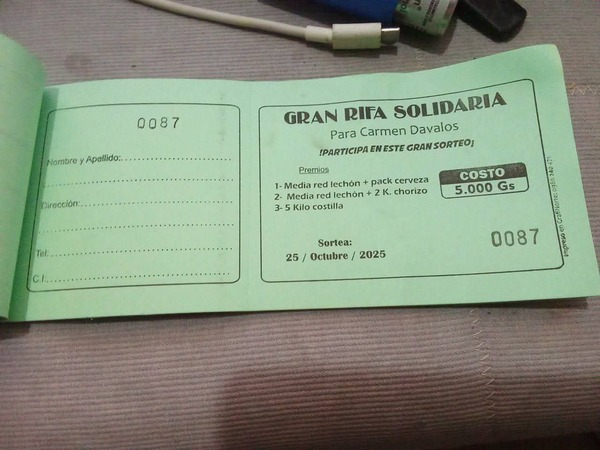 0087
Nombre y Apellido:
Dirección:
Tel:
C.I.
GRAN RIFA SOLIDARIA
Para Carmen Davalos
¡PARTICIPA EN ESTE GRAN SORTEO¡
Premios
1- Media red lechón + pack cerveza
2- Media red lechón + 2 K. chorizo
3- 5 Kilo costilla
COSTO
5.000 Gs
Sortea:
25 / Octubre / 2025
0087
Impreso en